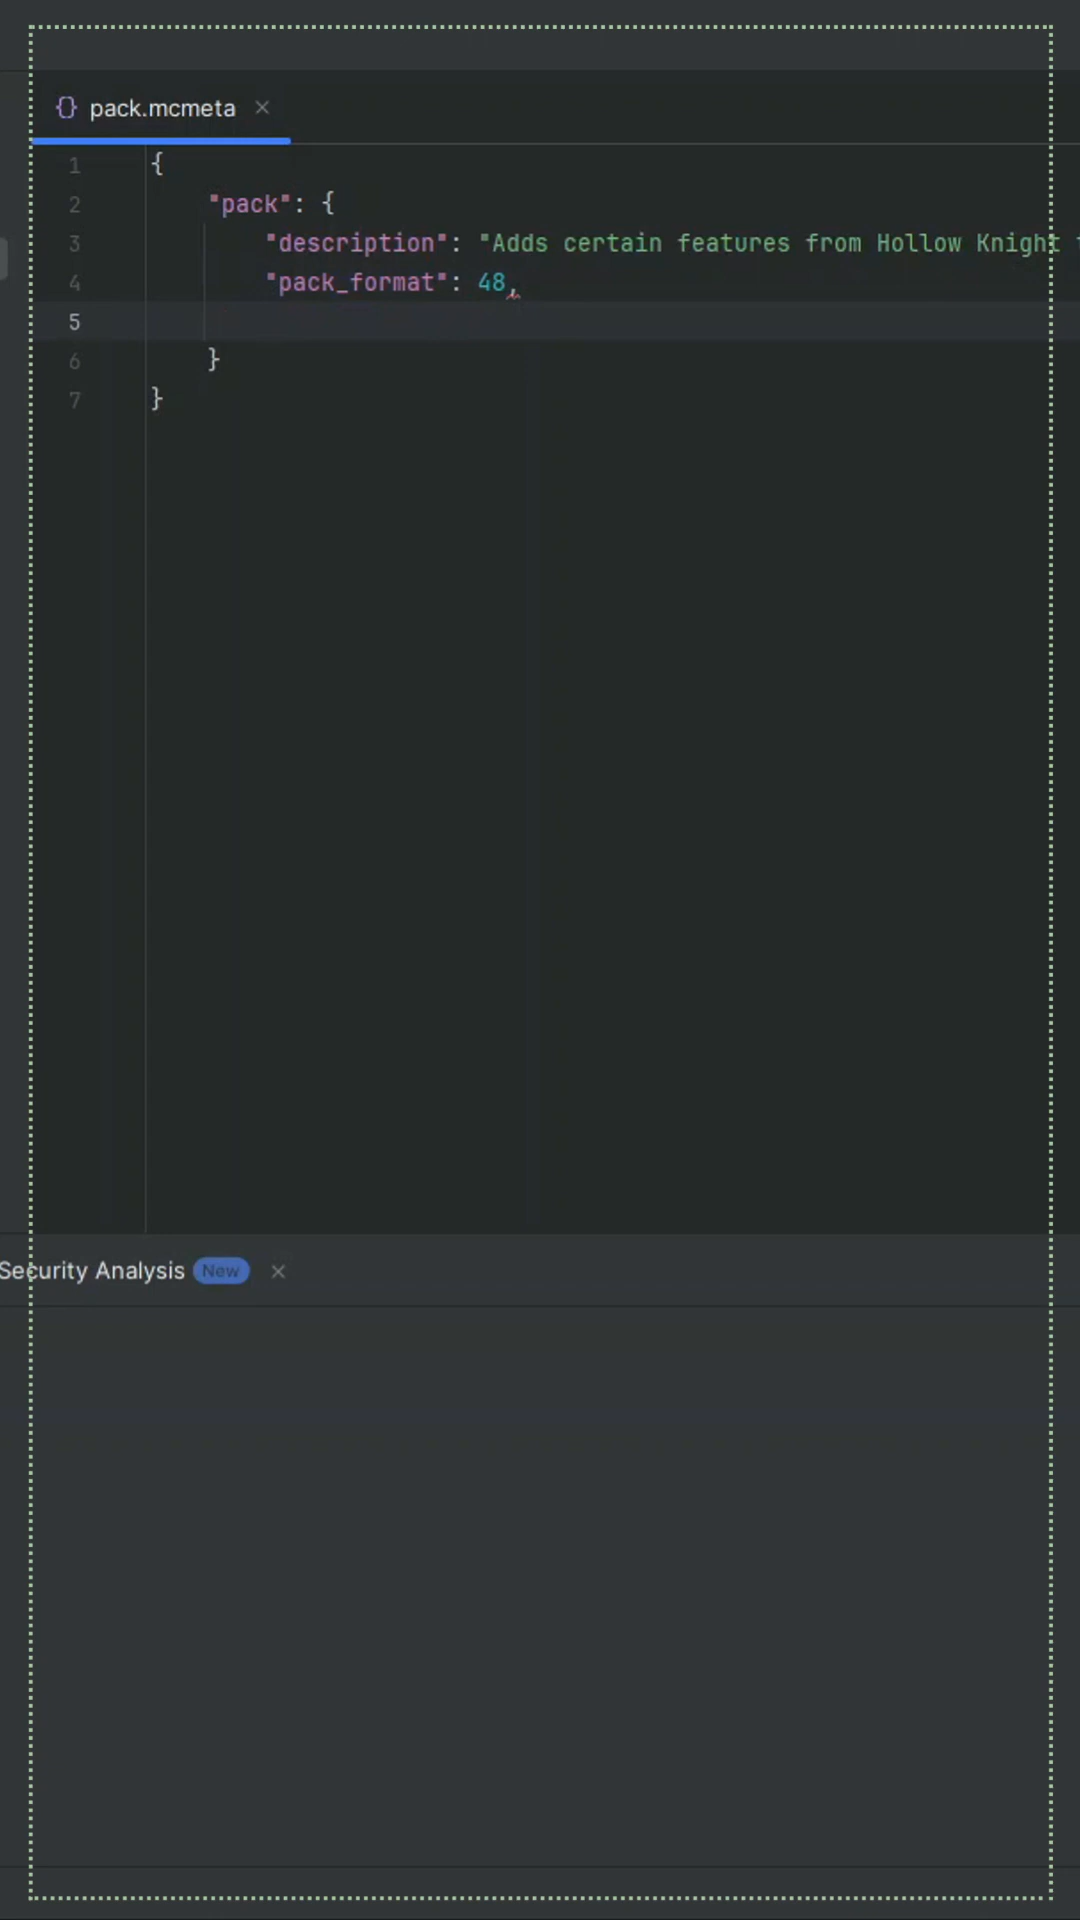 pack.mcmeta
1 {
2 "pack": {
3 "description": "Adds certain features from Hollow Knight
4 "pack_format": 48,
5
6 }
7 }
Security Analysis New